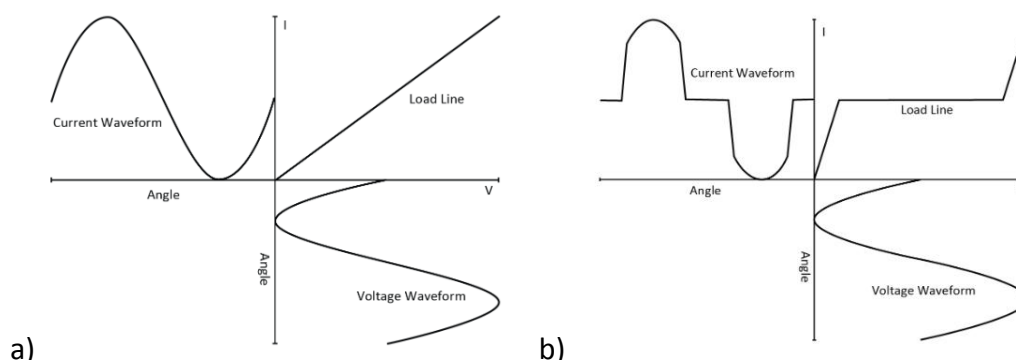 I
Load Line
Current Waveform
V
Angle
Angle
Voltage Waveform
a)
I
Current Waveform
Load Line
Angle
Angle
Voltage Waveform
b)